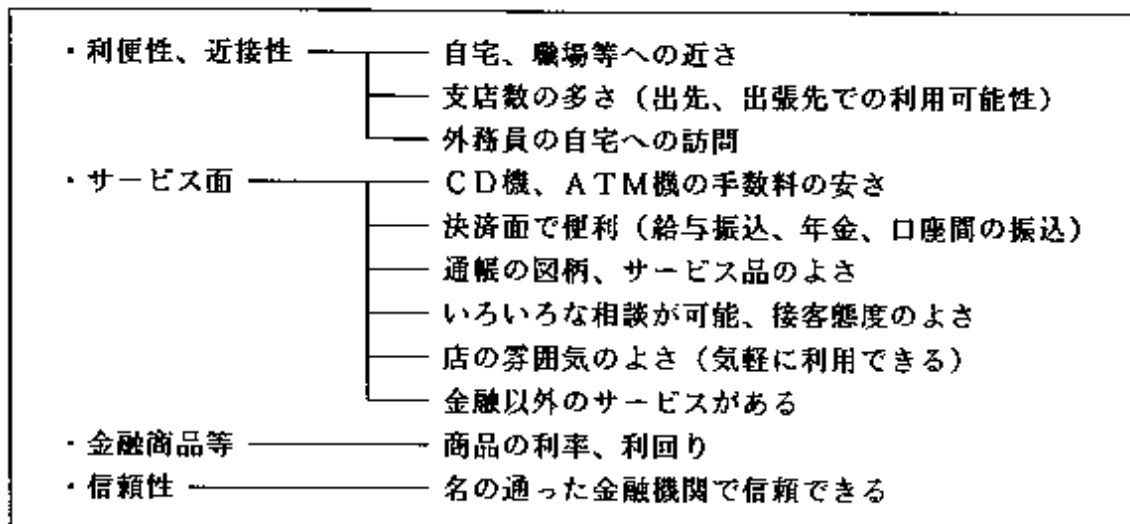 ・利便性、近接性 自宅、職場等への近さ
支店数の多さ（出先、出張先での利用可能性）
外務員の自宅への訪問
・サービス面 ＣＤ機、ＡＴＭ機の手数料の安さ
決済面で便利（給与振込、年金、口座間の振込）
通帳の図柄、サービス品のよさ
いろいろな相談が可能、接客態度のよさ
店の雰囲気のよさ（気軽に利用できる）
金融以外のサービスがある
・金融商品等 商品の利率、利回り
・信頼性 名の通った金融機関で信頼できる